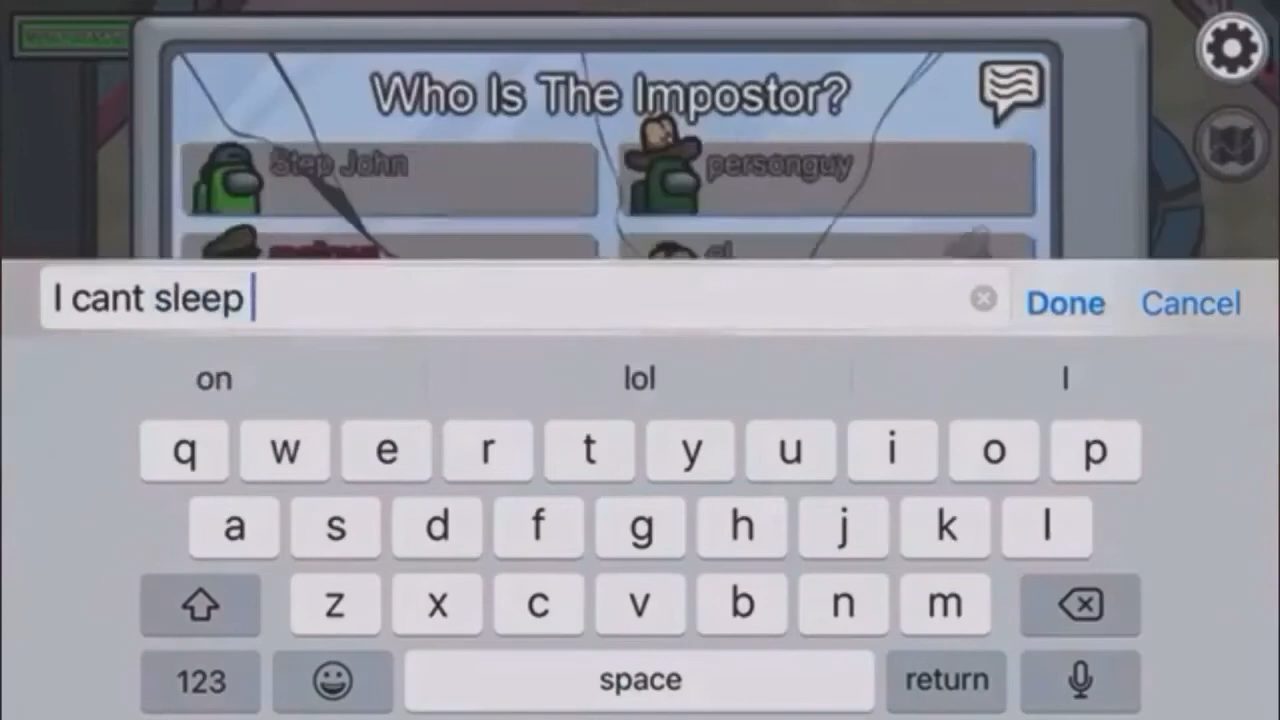 Who Is The Impostor?
Step John
personguy
I cant sleep
Done
Cancel
on
lol
I
q w e r t y u i o p
a s d f g h j k l
z x c v b n m
123
space
return